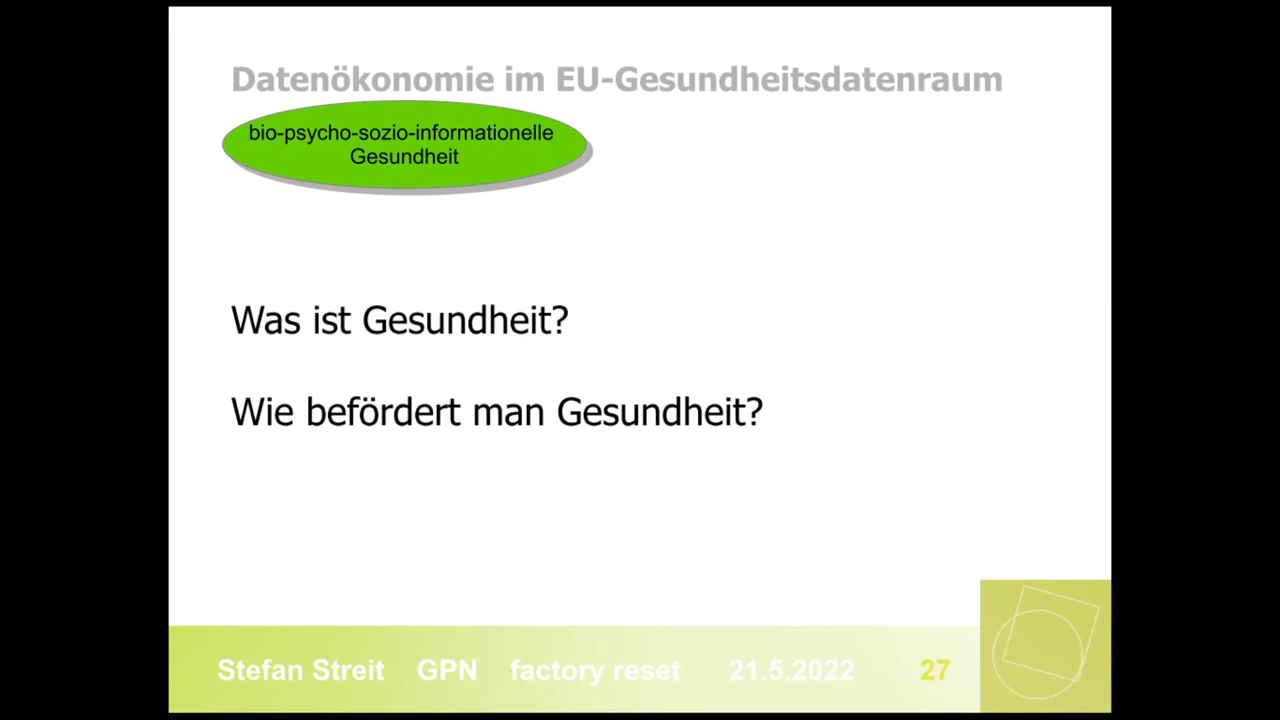 Datenökonomie im EU-Gesundheitsdatenraum
bio-psycho-sozio-informationelle
Gesundheit
Was ist Gesundheit?
Wie befördert man Gesundheit?
Stefan Streit GPN factory reset 21.5.2022 27